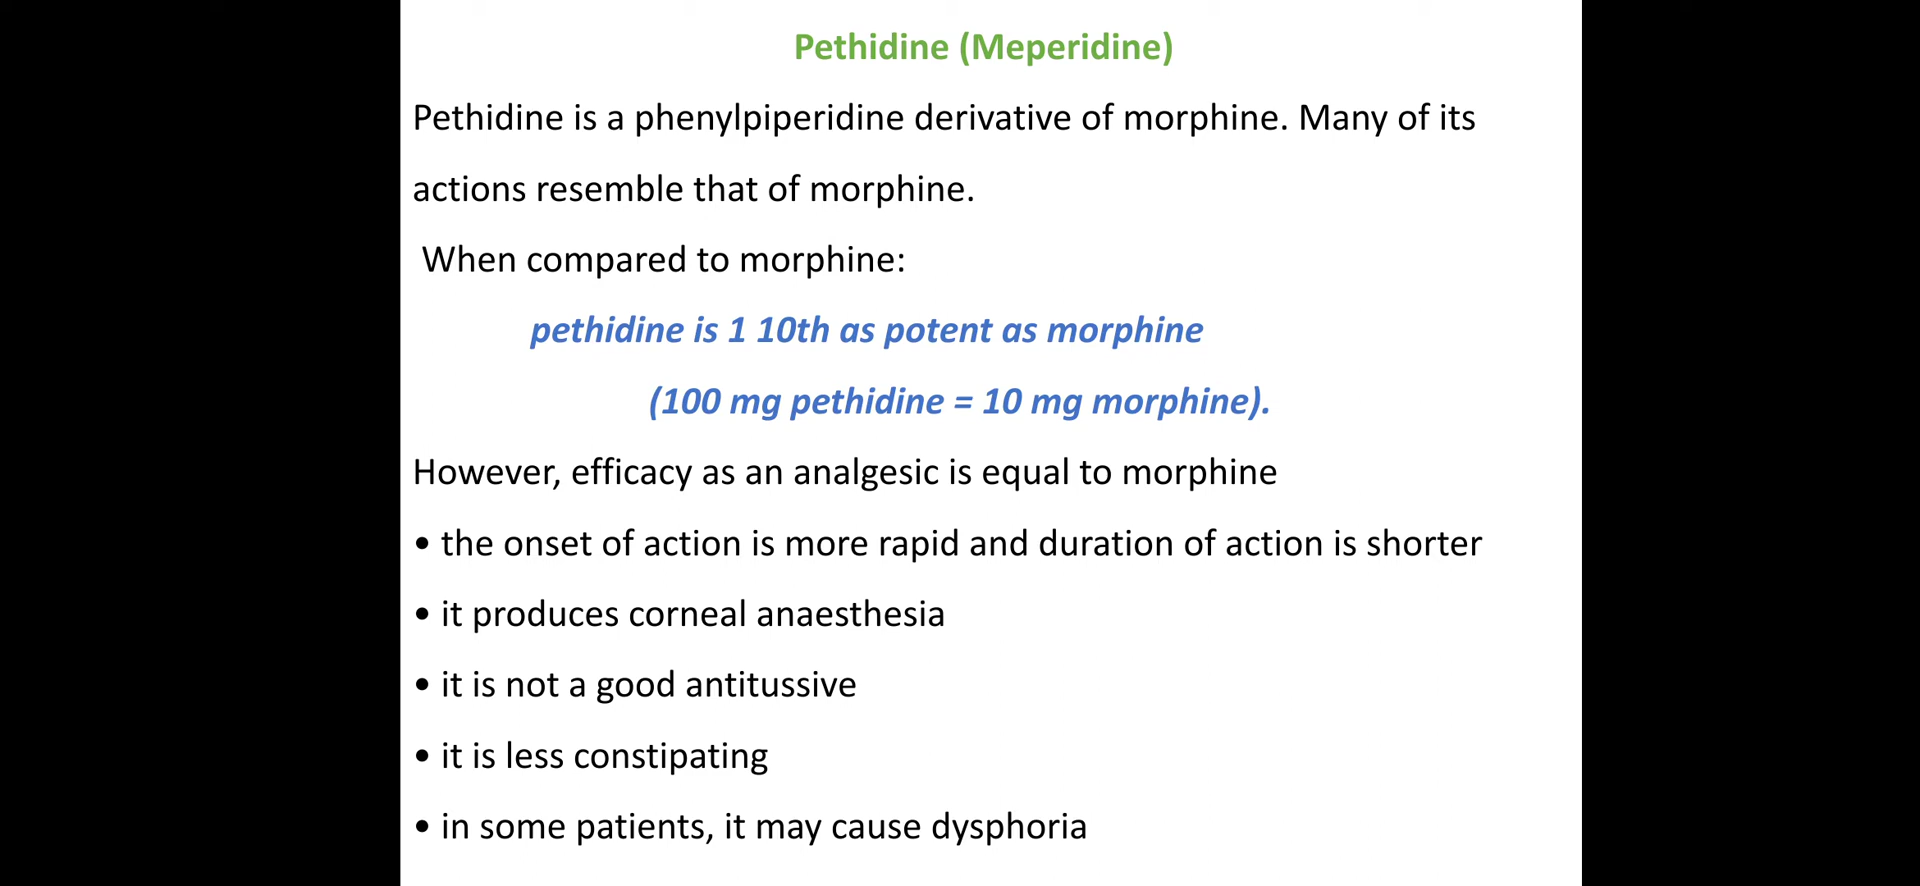 Pethidine (Meperidine)
Pethidine is a phenylpiperidine derivative of morphine. Many of its
actions resemble that of morphine.
When compared to morphine:
pethidine is 1 10th as potent as morphine
(100 mg pethidine = 10 mg morphine).
However, efficacy as an analgesic is equal to morphine
• the onset of action is more rapid and duration of action is shorter
• it produces corneal anaesthesia
• it is not a good antitussive
• it is less constipating
• in some patients, it may cause dysphoria